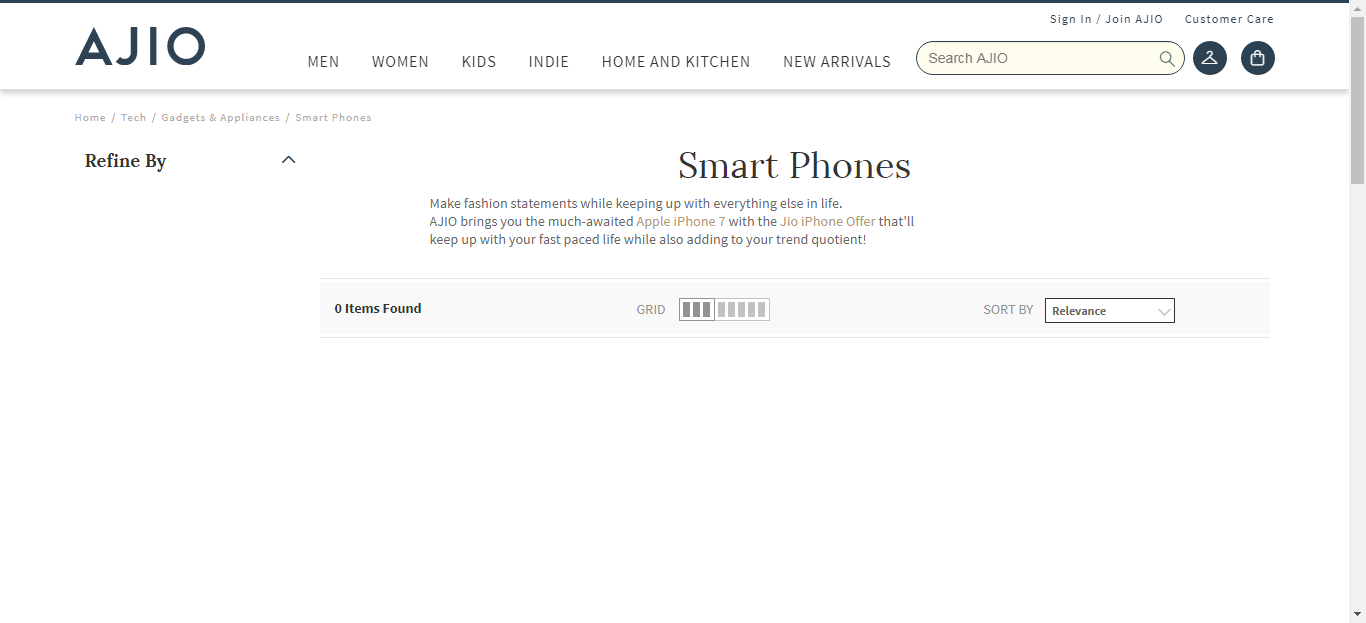 Sign In / Join AJIO Customer Care
AJIO
MEN WOMEN KIDS INDIE HOME AND KITCHEN NEW ARRIVALS Search AJIO
Home / Tech / Gadgets & Appliances / Smart Phones
Refine By
Smart Phones
Make fashion statements while keeping up with everything else in life.
AJIO brings you the much-awaited Apple iPhone 7 with the Jio iPhone Offer that'll
keep up with your fast paced life while also adding to your trend quotient!
0 Items Found GRID SORT BY Relevance